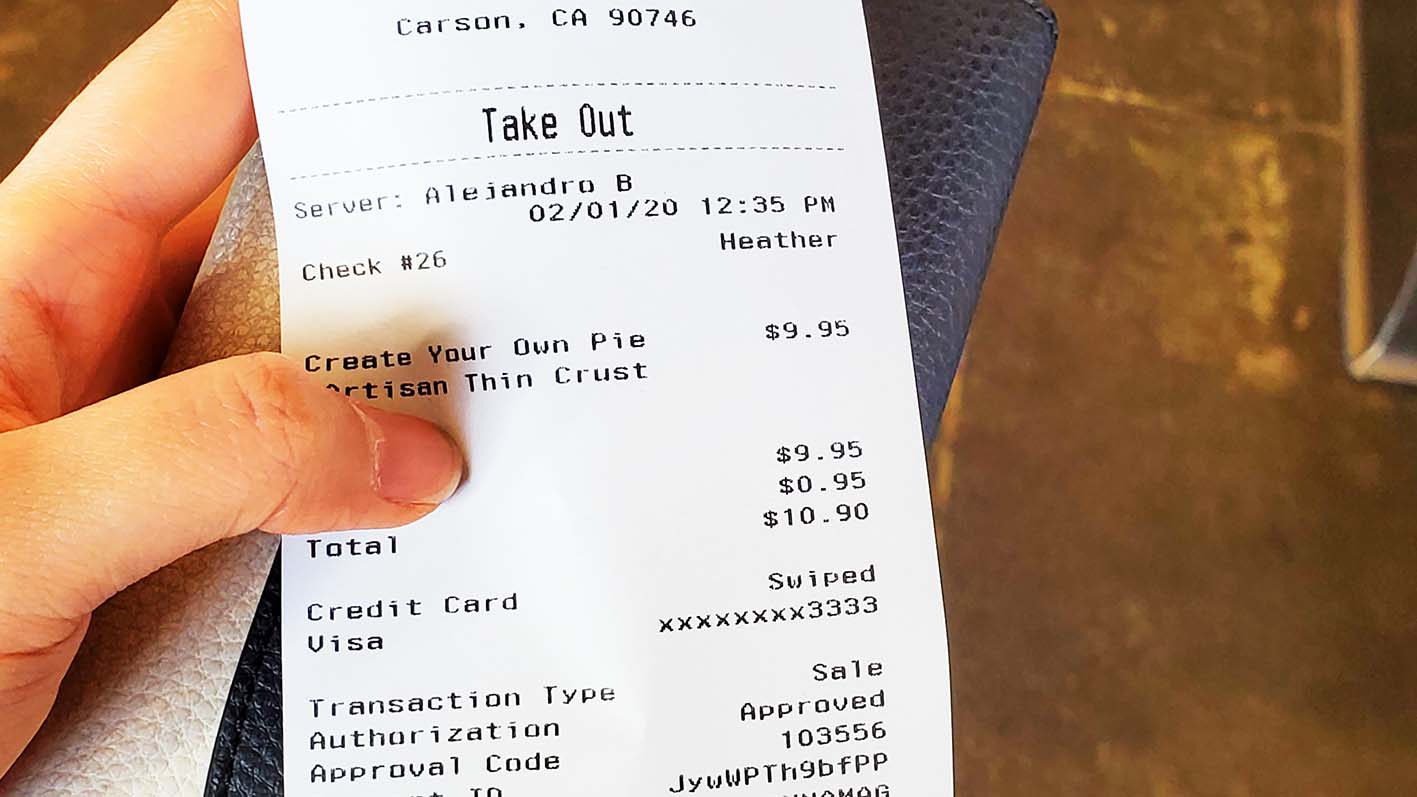 Carson, CA 90746
Take Out
Server: Alejandro B
02/01/20 12:35 PM
Check #26 Heather
Create Your Own Pie $9.95
Artisan Thin Crust
$9.95
$0.95
Total $10.90
Credit Card Swiped
Visa xxxxxxxx3333
Transaction Type Sale
Authorization Approved
Approval Code 103556
JywWPTh9bfPP